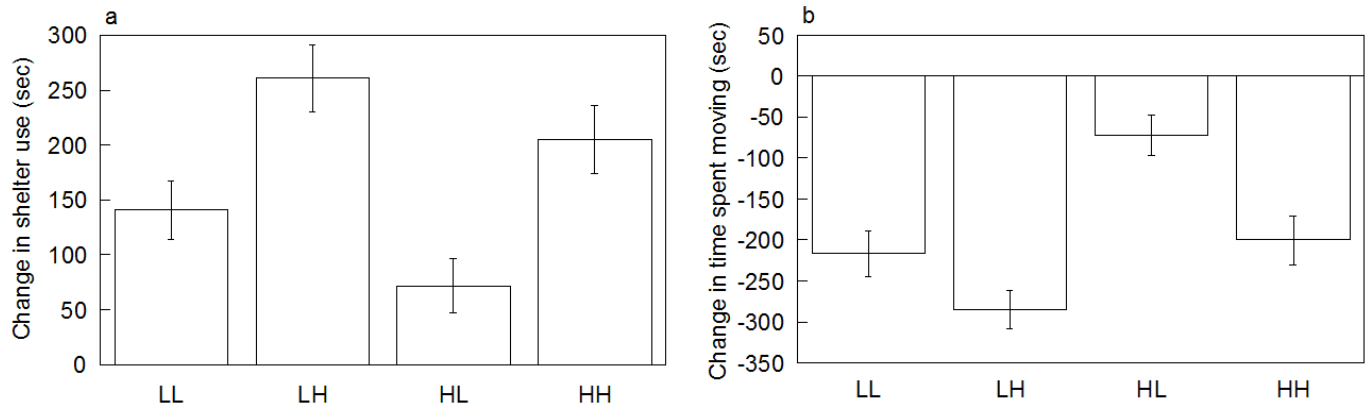 a
Change in shelter use (sec)
300
250
200
150
100
50
0
LL LH HL HH
b
Change in time spent moving (sec)
50
0
-50
-100
-150
-200
-250
-300
-350
LL LH HL HH